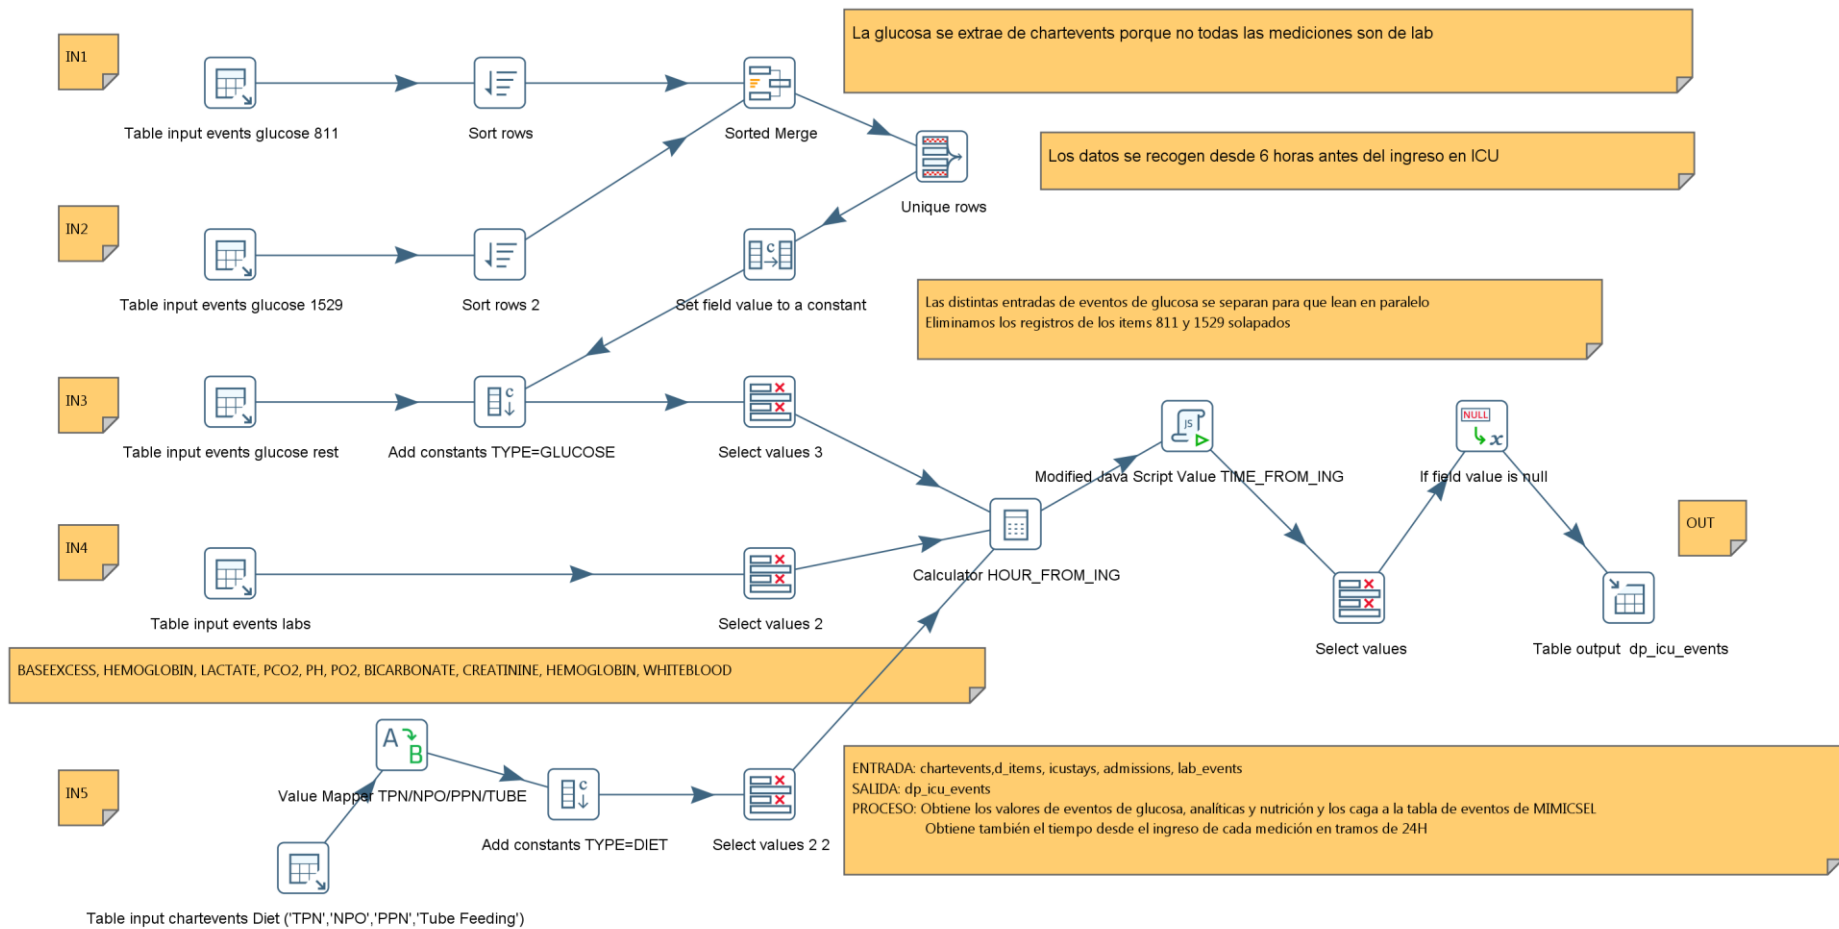 La glucosa se extrae de chartevents porque no todas las mediciones son de lab
IN1
Table input events glucose 811
Sort rows
Sorted Merge
Los datos se recogen desde 6 horas antes del ingreso en ICU
Unique rows
IN2
Table input events glucose 1529
Sort rows 2
C
Set field value to a constant
Las distintas entradas de eventos de glucosa se separan para que lean en paralelo
Eliminamos los registros de los items 811 y 1529 solapados
IN3
Table input events glucose rest
C
Add constants TYPE=GLUCOSE
Select values 3
JS
Modified Java Script Value TIME_FROM_ING
NULL
x
If field value is null
OUT
IN4
Table input events labs
Select values 2
Calculator HOUR_FROM_ING
Select values
Table output dp_icu_events
BASEEXCESS, HEMOGLOBIN, LACTATE, PCO2, PH, PO2, BICARBONATE, CREATININE, HEMOGLOBIN, WHITEBLOOD
A
B
IN5
Value Mapper TPN/NPO/PPN/TUBE
C
Add constants TYPE=DIET
Select values 2 2
ENTRADA: chartevents,d_items, icustays, admissions, lab_events
SALIDA: dp_icu_events
PROCESO: Obtiene los valores de eventos de glucosa, analíticas y nutrición y los caga a la tabla de eventos de MIMICSEL
Obtiene también el tiempo desde el ingreso de cada medición en tramos de 24H
Table input chartevents Diet ('TPN','NPO','PPN','Tube Feeding')